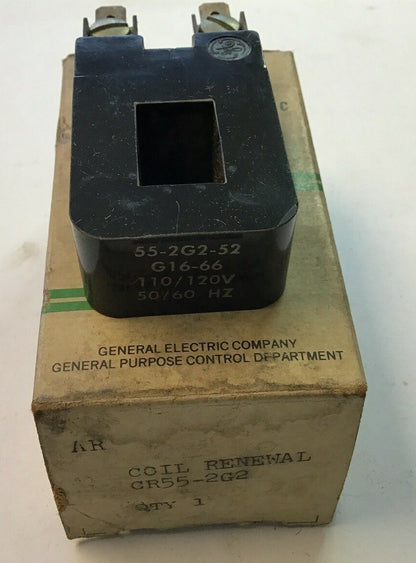 C
55-2G2-52
G16-66
110/120V
50/60 HZ
GENERAL ELECTRIC COMPANY
GENERAL PURPOSE CONTROL DEPARTMENT
AR
COIL RENEWAL
CR55-2G2
QTY 1